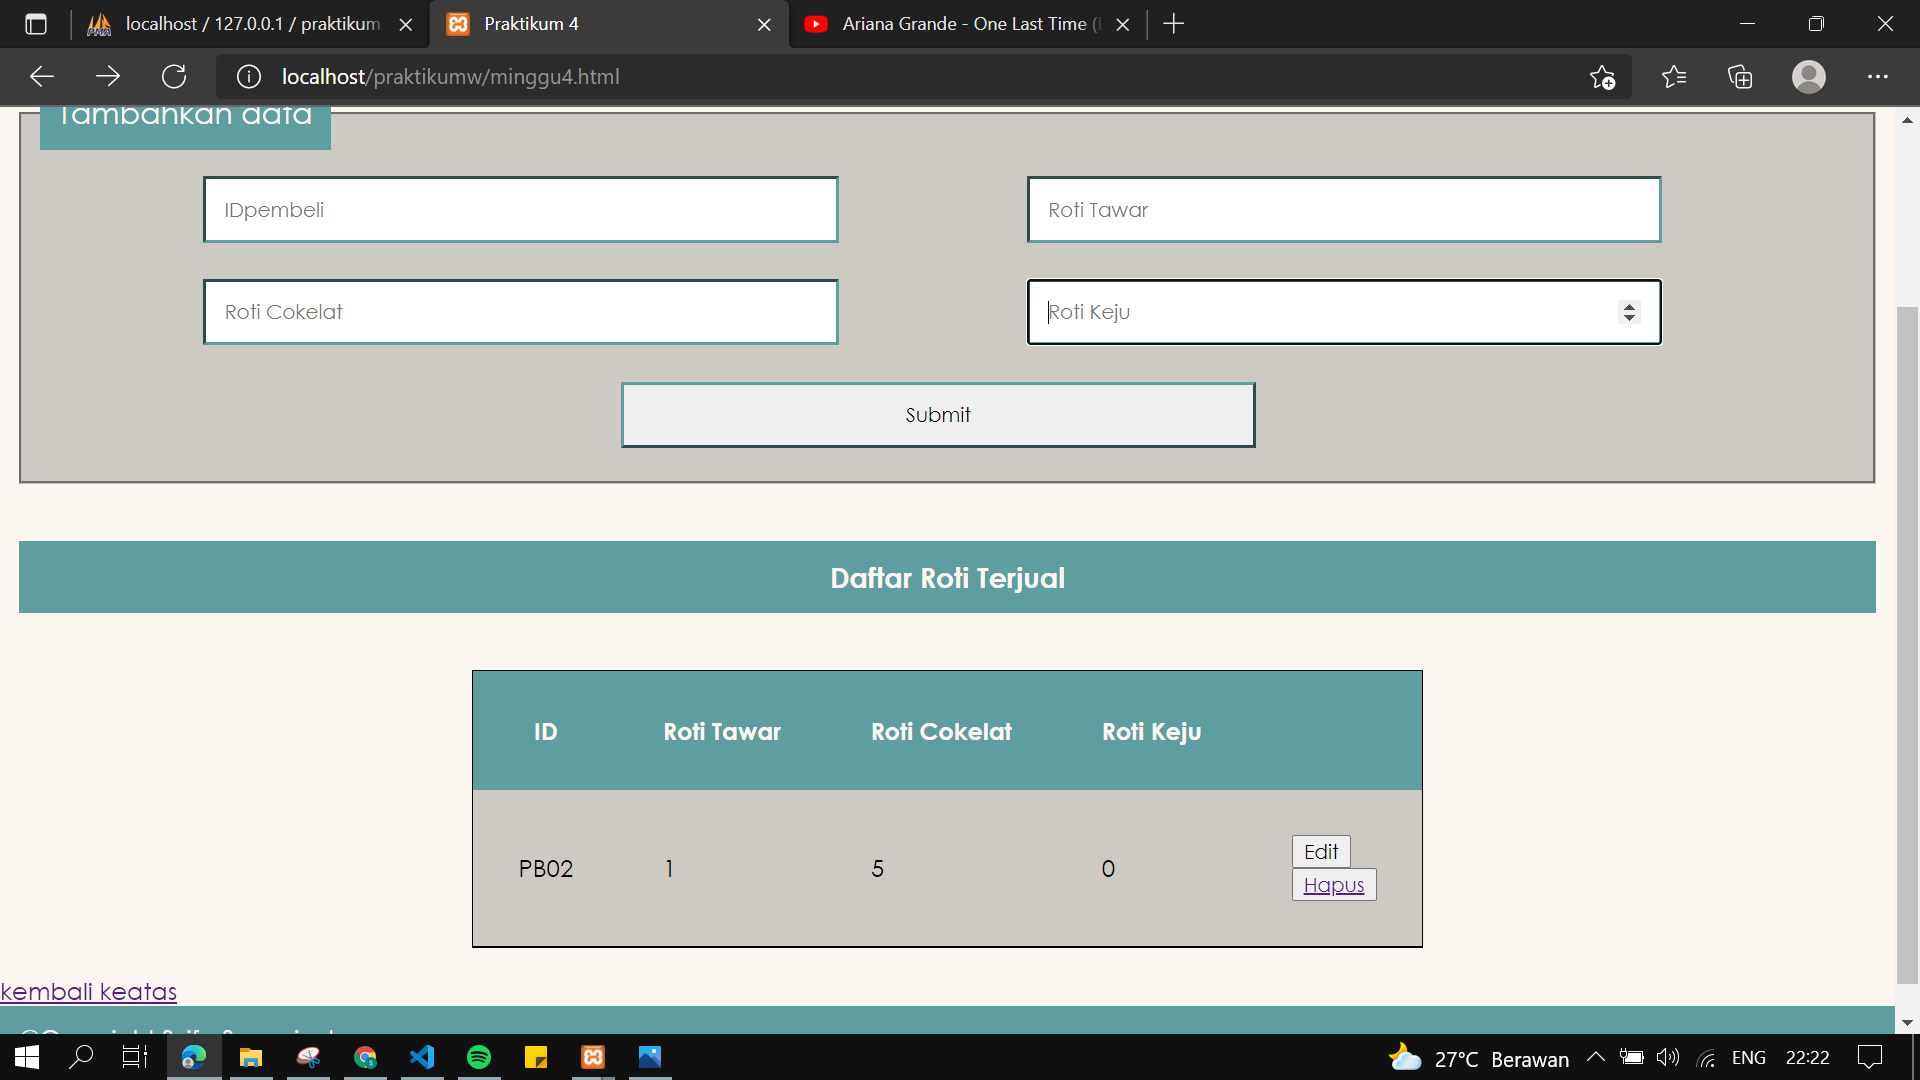 localhost / 127.0.0.1 / praktikum
Praktikum 4
Ariana Grande - One Last Time (
localhost/praktikumw/minggu4.html
Tambahkan data
IDpembeli
Roti Tawar
Roti Cokelat
Roti Keju
Submit
Daftar Roti Terjual
ID Roti Tawar Roti Cokelat Roti Keju
PB02 1 5 0 Edit
Hapus
kembali keatas
27°C Berawan ENG 22:22